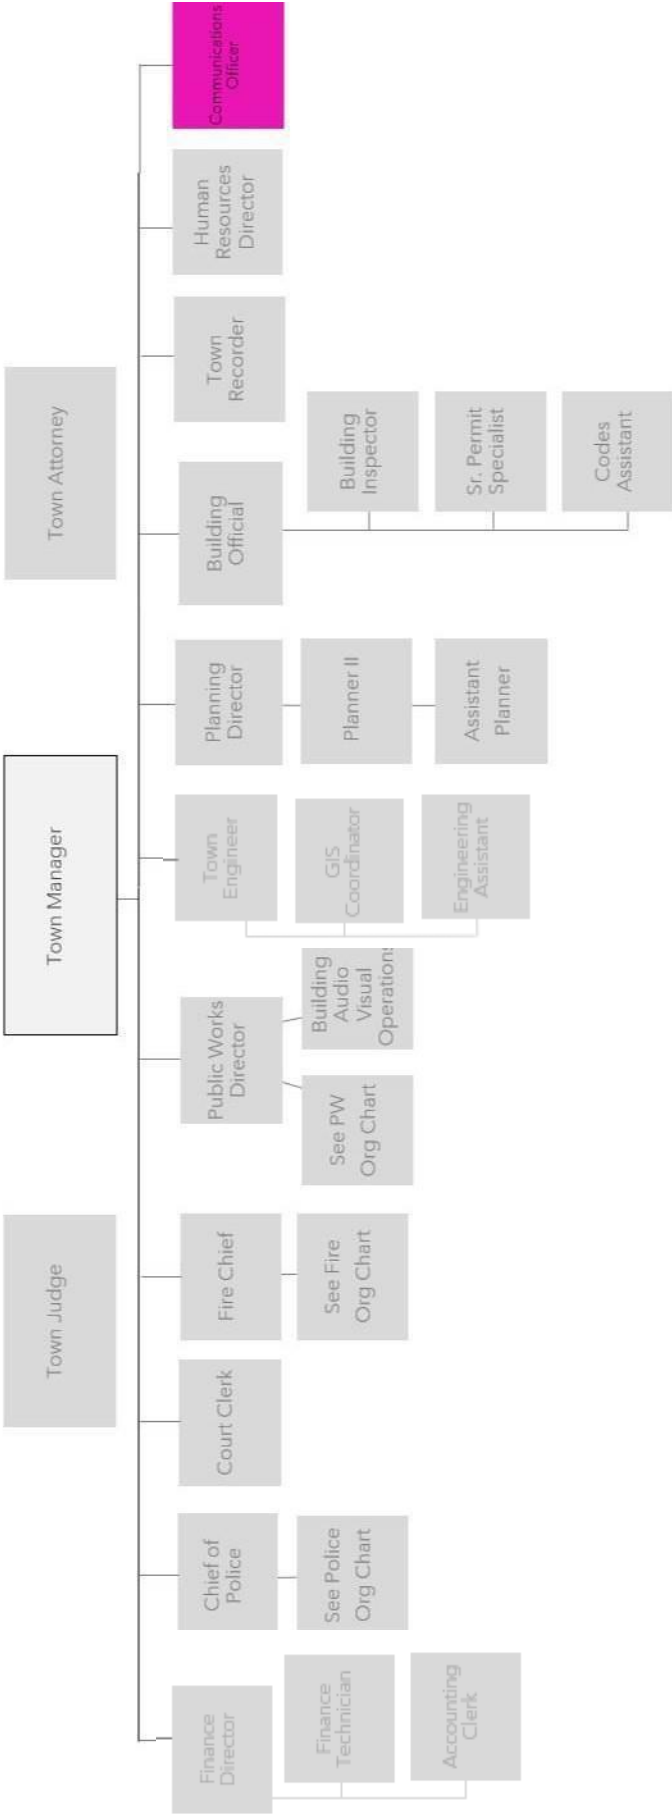 Town Judge
Town Manager
Town Attorney
Finance
Director
Chief of
Police
Court Clerk
Fire Chief
Public Works
Director
Town
Engineer
Planning
Director
Building
Official
Town
Recorder
Human
Resources
Director
Communications
Officer
Finance
Technician
See Police
Org Chart
See Fire
Org Chart
See PW
Org Chart
Building
Audio
Visual
Operations
GIS
Coordinator
Planner II
Building
Inspector
Accounting
Clerk
Engineering
Assistant
Assistant
Planner
Sr. Permit
Specialist
Codes
Assistant